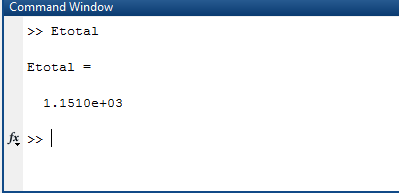 Command Window
>> Etotal
Etotal =
1.1510e+03
fx >>